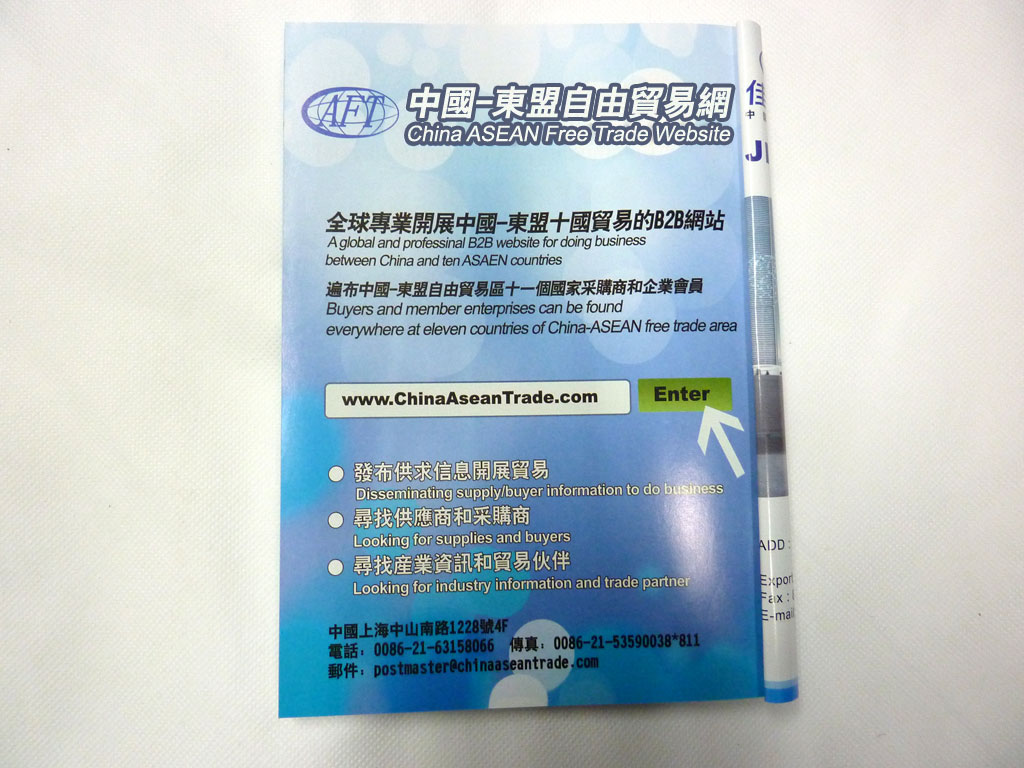 AFT
中國-東盟自由貿易網
China ASEAN Free Trade Website
全球專業開展中國-東盟十國貿易的B2B網站
A global and professinal B2B website for doing business
between China and ten ASAEN countries
遍布中國-東盟自由貿易區十一個國家采購商和企業會員
Buyers and member enterprises can be found
everywhere at eleven countries of China-ASEAN free trade area
www.ChinaAseanTrade.com Enter
發布供求信息開展貿易
Disseminating supply/buyer information to do business
尋找供應商和采購商
Looking for supplies and buyers
尋找産業資訊和貿易伙伴
Looking for industry information and trade partner
中國上海中山南路1228號4F
電話：0086-21-63158066 傳真：0086-21-53590038*811
郵件：postmaster@chinaaseantrade.com
佳
中
ADD :
Export
Fax :
E-mail